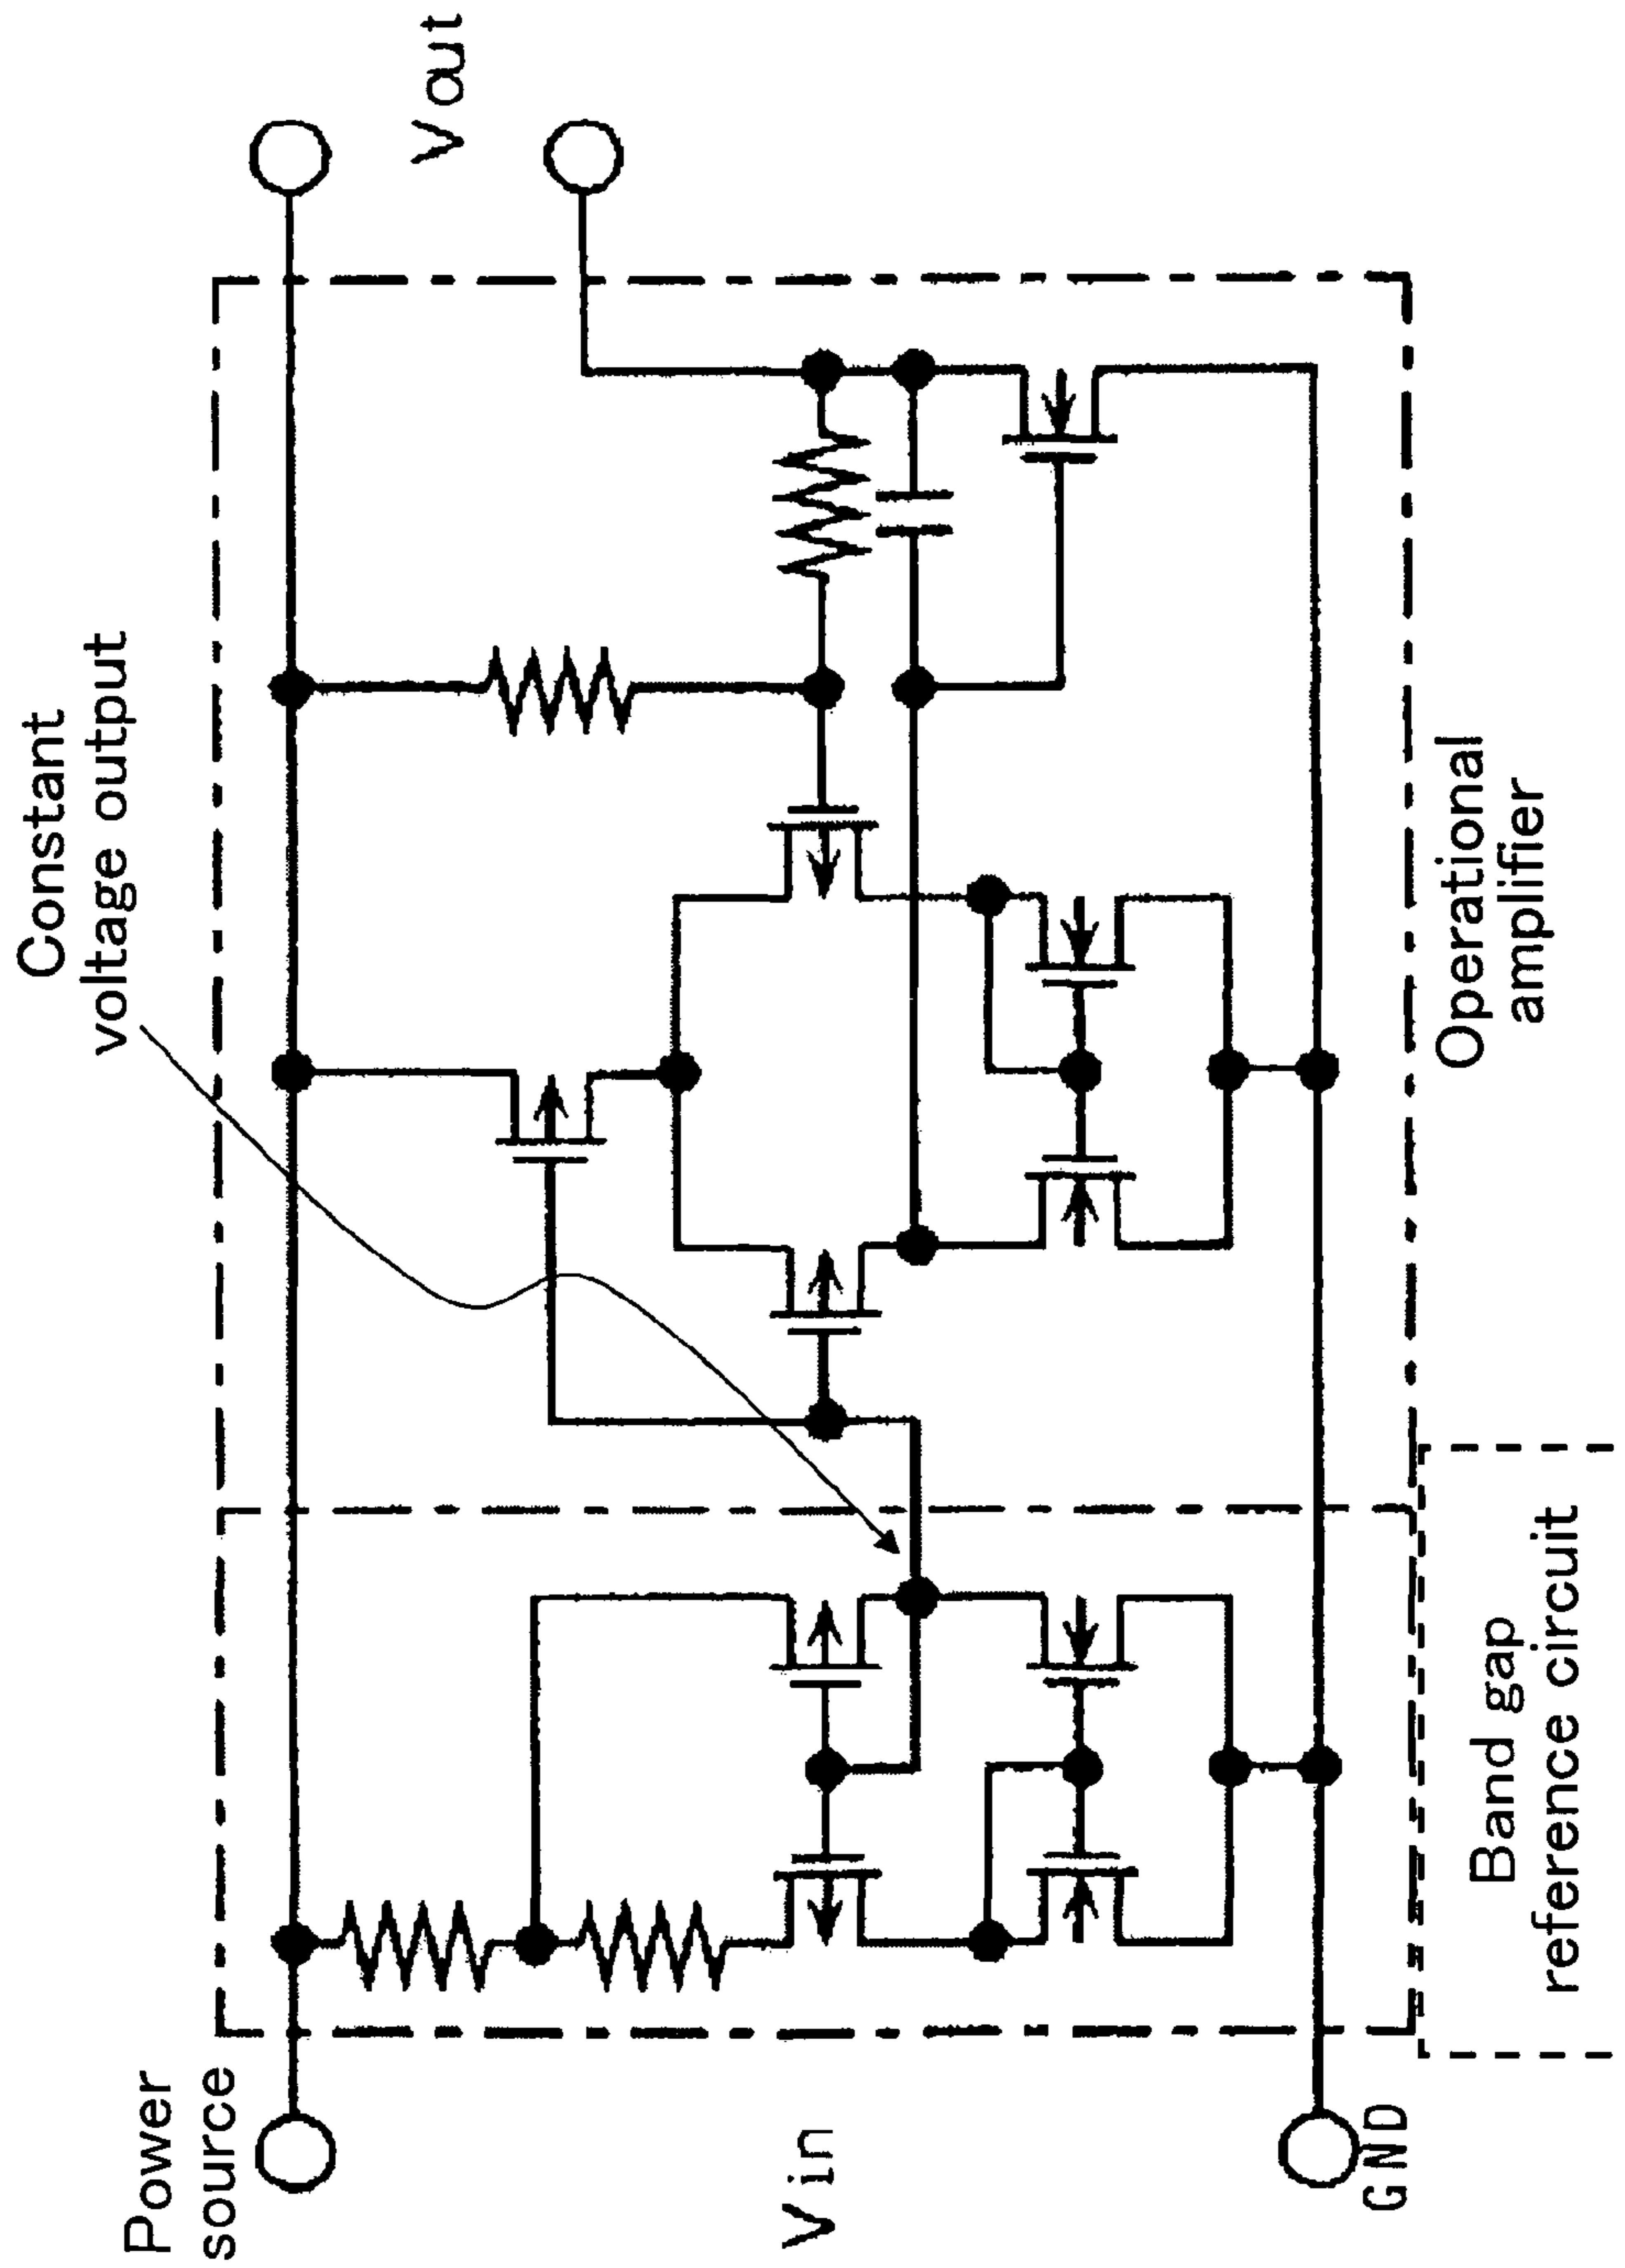 Power
source
Vin
GND
Constant
voltage output
Vout
Band gap
reference circuit
Operational
amplifier